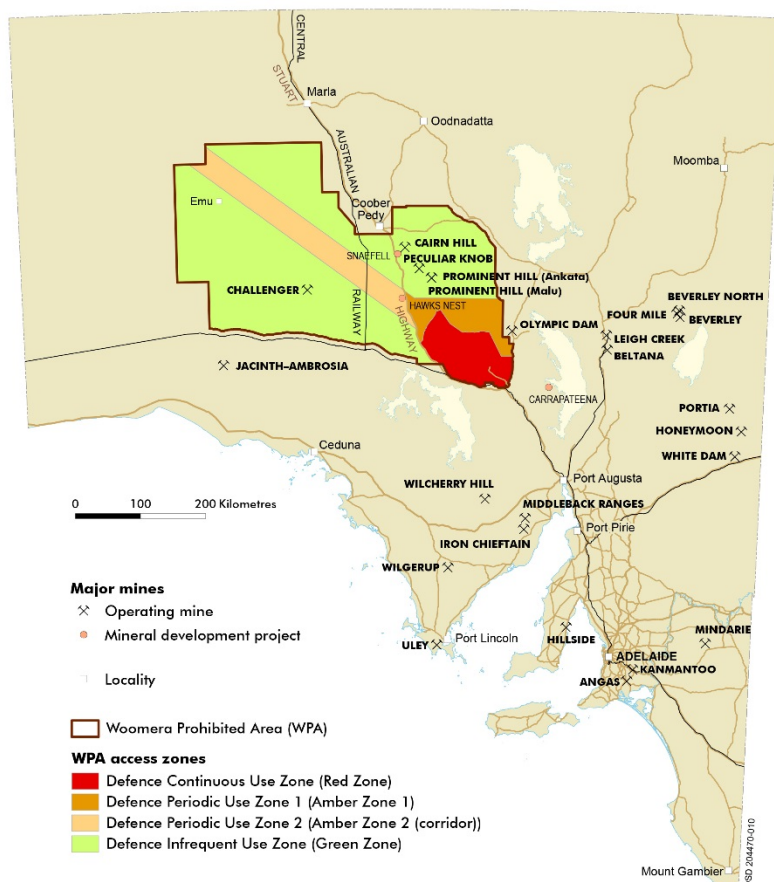 CENTRAL
STUART
Marla
Oodnadatta
Moomba
AUSTRALIAN
Emu
Coober
Pedy
CAIRN HILL
SNAEFELL
PECULIAR KNOB
PROMINENT HILL (Ankata)
CHALLENGER
PROMINENT HILL (Malu)
BEVERLEY NORTH
HAWKS NEST
RAILWAY
HIGHWAY
FOUR MILE
BEVERLEY
OLYMPIC DAM
LEIGH CREEK
BELTANA
JACINTH–AMBROSIA
CARRAPATEENA
PORTIA
HONEYMOON
Ceduna
WHITE DAM
WILCHERRY HILL
Port Augusta
0 100 200 Kilometres
MIDDLEBACK RANGES
Port Pirie
IRON CHIEFTAIN
WILGERUP
Major mines
Operating mine
Mineral development project
HILLSIDE
MINDARIE
ULEY
Port Lincoln
ADELAIDE
KANMANTOO
Locality
ANGAS
Woomera Prohibited Area (WPA)
WPA access zones
Defence Continuous Use Zone (Red Zone)
Defence Periodic Use Zone 1 (Amber Zone 1)
Defence Periodic Use Zone 2 (Amber Zone 2 (corridor))
Defence Infrequent Use Zone (Green Zone)
Mount Gambier
204470-010